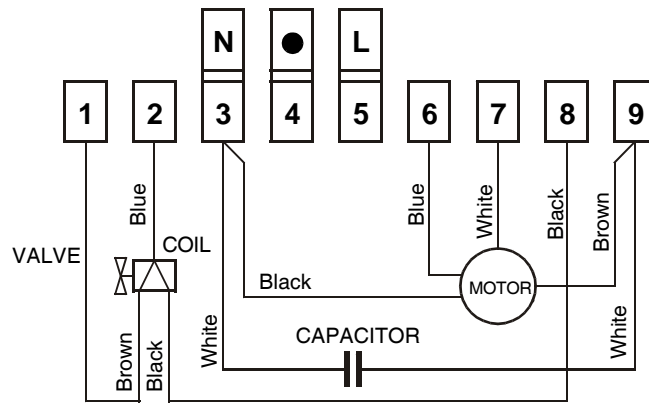 N ● L
1 2 3 4 5 6 7 8 9
Blue
Blue
White
Black
Brown
VALVE
COIL
Black
MOTOR
Brown
Black
White
CAPACITOR
White